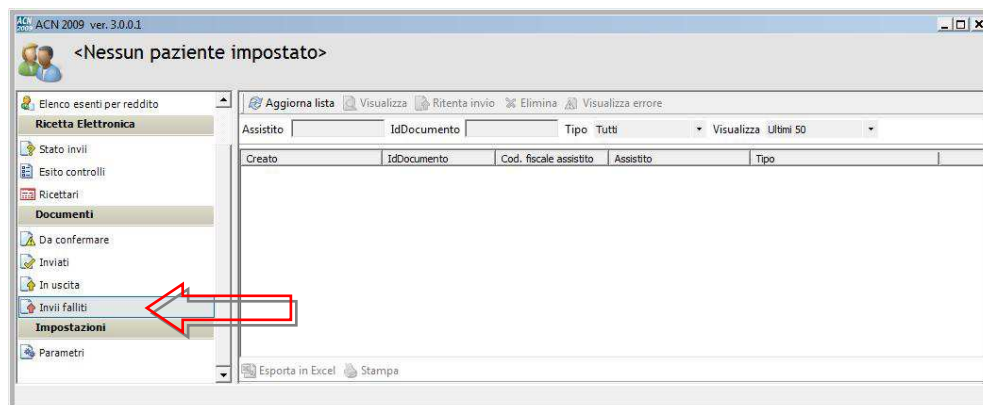 ACN 2009 ver. 3.0.0.1
<Nessun paziente impostato>
Elenco esenti per reddito
Ricetta Elettronica
Stato invii
Esito controlli
Ricettari
Documenti
Da confermare
Inviati
In uscita
Invii falliti
Impostazioni
Parametri
Aggiorna lista Visualizza Ritenta invio Elimina Visualizza errore
Assistito IdDocumento Tipo Tutti Visualizza Ultimi 50
Creato IdDocumento Cod. fiscale assistito Assistito Tipo
Esporta in Excel Stampa